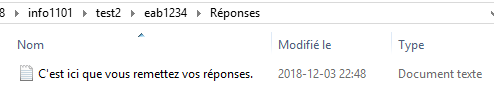 8 › info1101 › test2 › eab1234 › Réponses
Nom Modifié le Type
C'est ici que vous remettez vos réponses. 2018-12-03 22:48 Document texte